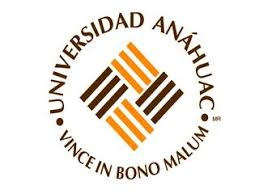 · UNIVERSIDAD ANÁHUAC ·
VINCE IN BONO MALUM
MR